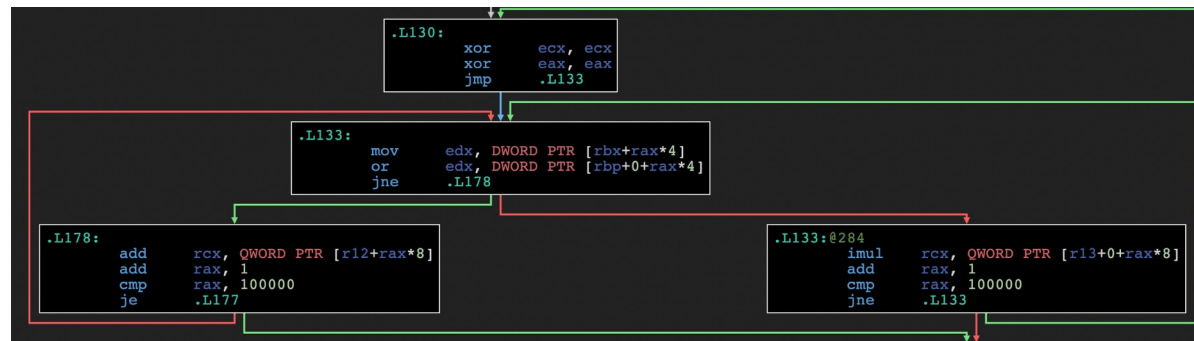 .L130:
xor ecx, ecx
xor eax, eax
jmp .L133
.L133:
mov edx, DWORD PTR [rbx+rax*4]
or edx, DWORD PTR [rbp+0+rax*4]
jne .L178
.L178:
add rcx, QWORD PTR [r12+rax*8]
add rax, 1
cmp rax, 100000
je .L177
.L133:@284
imul rcx, QWORD PTR [r13+0+rax*8]
add rax, 1
cmp rax, 100000
jne .L133